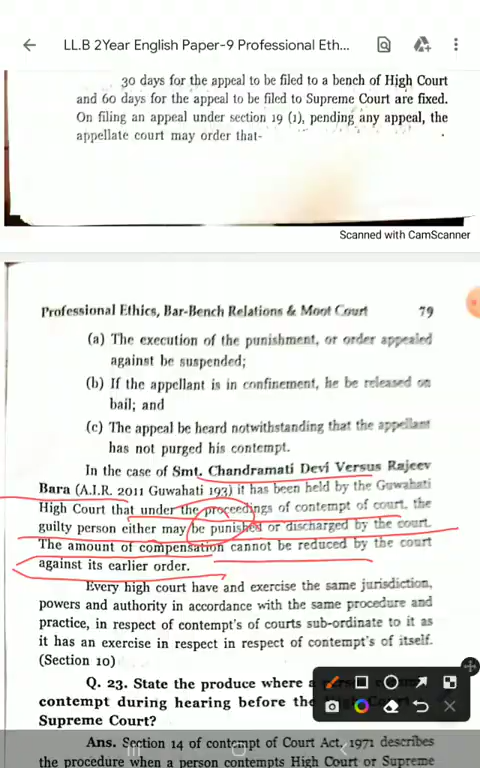 LL.B 2Year English Paper-9 Professional Eth...
30 days for the appeal to be filed to a bench of High Court
and 60 days for the appeal to be filed to Supreme Court are fixed.
On filing an appeal under section 19 (1), pending any appeal, the
appellate court may order that-
Scanned with CamScanner
Professional Ethics, Bar-Bench Relations & Moot Court 79
(a) The execution of the punishment, or order appealed
against be suspended;
(b) If the appellant is in confinement, he be released on
bail; and
(c) The appeal be heard notwithstanding that the appellant
has not purged his contempt.
In the case of Smt. Chandramati Devi Versus Rajeev
Bara (A.I.R. 2011 Guwahati 193) it has been held by the Guwahati
High Court that under the proceedings of contempt of court, the
guilty person either may be punished or discharged by the court.
The amount of compensation cannot be reduced by the court
against its earlier order.
Every high court have and exercise the same jurisdiction,
powers and authority in accordance with the same procedure and
practice, in respect of contempt's of courts sub-ordinate to it as
it has an exercise in respect in respect of contempt's of itself.
(Section 10)
Q. 23. State the produce where a
contempt during hearing before the
Supreme Court?
Ans. Section 14 of contempt of Court Act, 1971 describes
the procedure when a person contempts High Court or Supreme